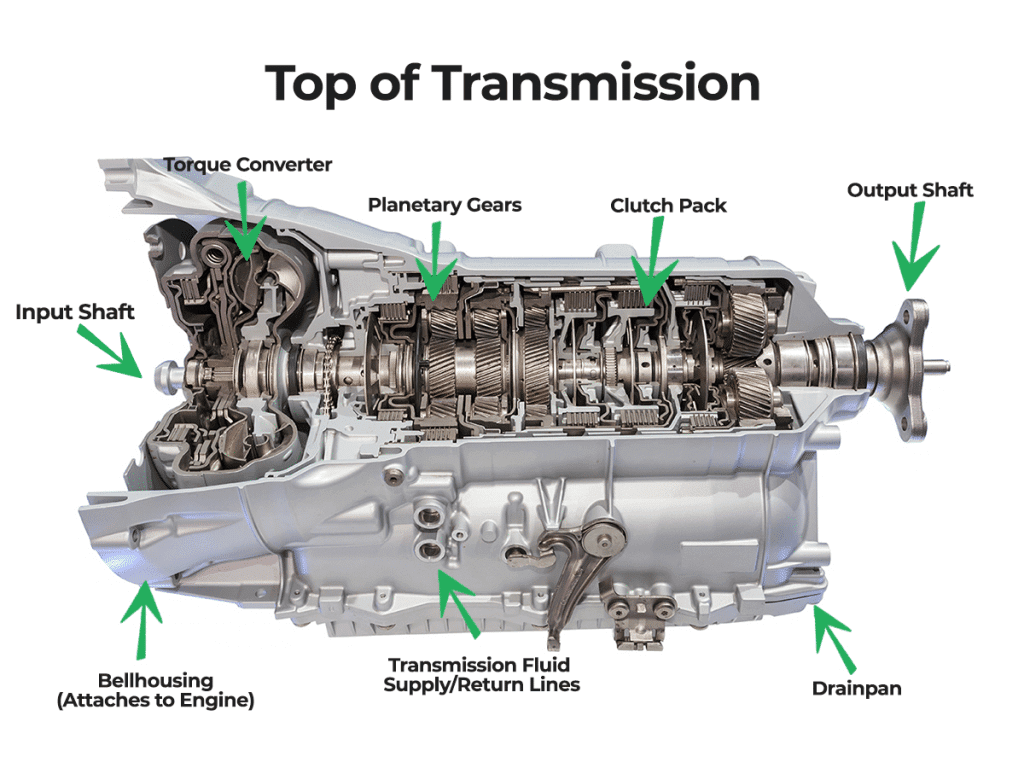 Top of Transmission
Torque Converter
Planetary Gears
Clutch Pack
Output Shaft
Input Shaft
Bellhousing
(Attaches to Engine)
Transmission Fluid
Supply/Return Lines
Drainpan